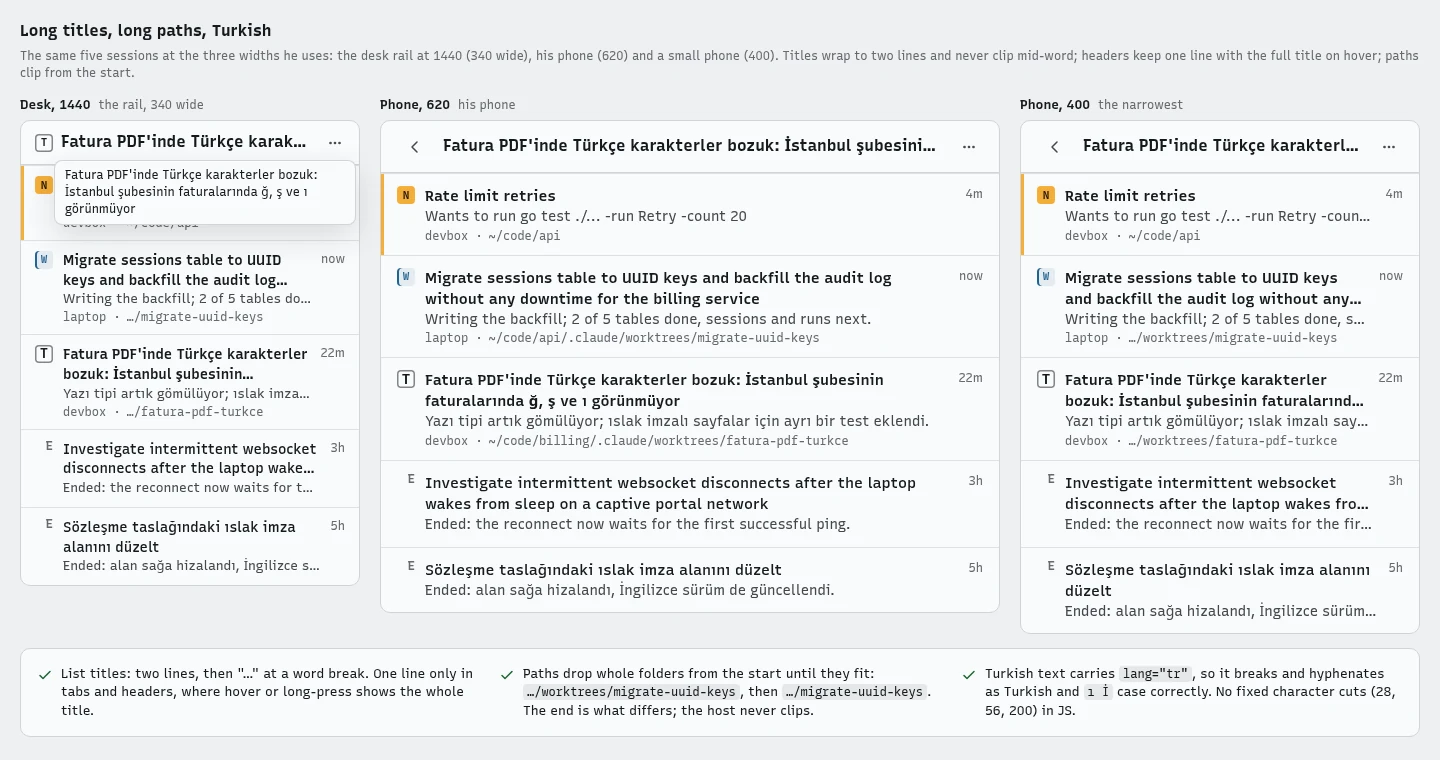 Long titles, long paths, Turkish
The same five sessions at the three widths he uses: the desk rail at 1440 (340 wide), his phone (620) and a small phone (400). Titles wrap to two lines and never clip mid-word; headers keep one line with the full title on hover; paths
clip from the start.
Desk, 1440 the rail, 340 wide
T Fatura PDF'inde Türkçe karak… …
Fatura PDF'inde Türkçe karakterler bozuk:
İstanbul şubesinin faturalarında ğ, ş ve ı
görünmüyor
N
devbox · ~/code/api
W Migrate sessions table to UUID now
keys and backfill the audit log…
Writing the backfill; 2 of 5 tables do…
laptop · …/migrate-uuid-keys
T Fatura PDF'inde Türkçe karakterler 22m
bozuk: İstanbul şubesinin…
Yazı tipi artık gömülüyor; ıslak imza…
devbox · …/fatura-pdf-turkce
E Investigate intermittent websocket 3h
disconnects after the laptop wake…
Ended: the reconnect now waits for t…
E Sözleşme taslağındaki ıslak imza 5h
alanını düzelt
Ended: alan sağa hizalandı, İngilizce s…
Phone, 620 his phone
Fatura PDF'inde Türkçe karakterler bozuk: İstanbul şubesini… …
N Rate limit retries 4m
Wants to run go test ./... -run Retry -count 20
devbox · ~/code/api
W Migrate sessions table to UUID keys and backfill the audit log now
without any downtime for the billing service
Writing the backfill; 2 of 5 tables done, sessions and runs next.
laptop · ~/code/api/.claude/worktrees/migrate-uuid-keys
T Fatura PDF'inde Türkçe karakterler bozuk: İstanbul şubesinin 22m
faturalarında ğ, ş ve ı görünmüyor
Yazı tipi artık gömülüyor; ıslak imzalı sayfalar için ayrı bir test eklendi.
devbox · ~/code/billing/.claude/worktrees/fatura-pdf-turkce
E Investigate intermittent websocket disconnects after the laptop 3h
wakes from sleep on a captive portal network
Ended: the reconnect now waits for the first successful ping.
E Sözleşme taslağındaki ıslak imza alanını düzelt 5h
Ended: alan sağa hizalandı, İngilizce sürüm de güncellendi.
Phone, 400 the narrowest
Fatura PDF'inde Türkçe karakterl… …
N Rate limit retries 4m
Wants to run go test ./... -run Retry -coun…
devbox · ~/code/api
W Migrate sessions table to UUID keys now
and backfill the audit log without any…
Writing the backfill; 2 of 5 tables done, s…
laptop · …/worktrees/migrate-uuid-keys
T Fatura PDF'inde Türkçe karakterler 22m
bozuk: İstanbul şubesinin faturalarınd…
Yazı tipi artık gömülüyor; ıslak imzalı say…
devbox · …/worktrees/fatura-pdf-turkce
E Investigate intermittent websocket 3h
disconnects after the laptop wakes fro…
Ended: the reconnect now waits for the fir…
E Sözleşme taslağındaki ıslak imza alanını 5h
düzelt
Ended: alan sağa hizalandı, İngilizce sürüm…
List titles: two lines, then "…" at a word break. One line only in
tabs and headers, where hover or long-press shows the whole
title.
Paths drop whole folders from the start until they fit:
…/worktrees/migrate-uuid-keys, then …/migrate-uuid-keys.
The end is what differs; the host never clips.
Turkish text carries lang="tr", so it breaks and hyphenates
as Turkish and ı İ case correctly. No fixed character cuts (28,
56, 200) in JS.